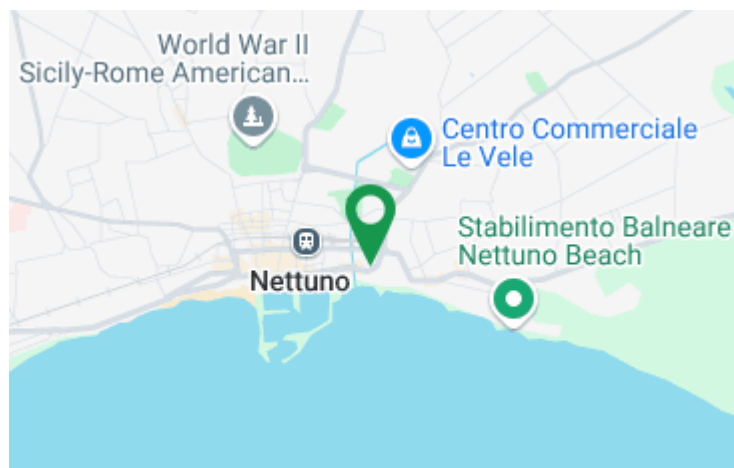 World War II
Sicily-Rome American...
Centro Commerciale
Le Vele
Stabilimento Balneare
Nettuno Beach
Nettuno